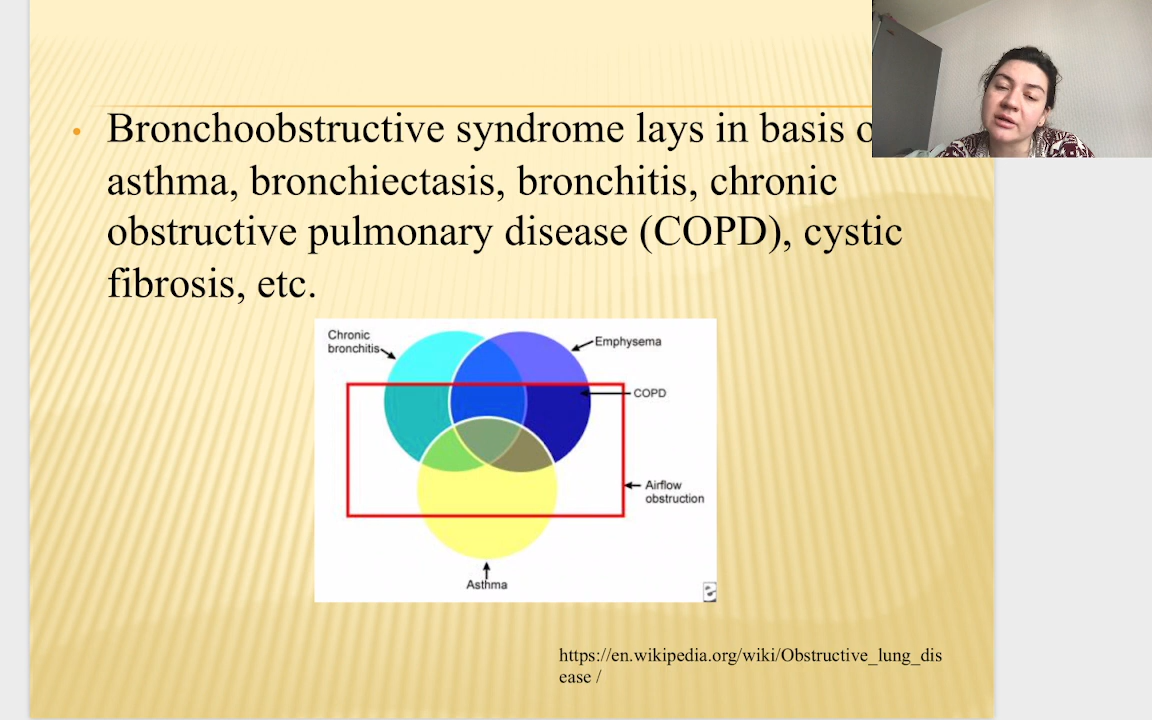 Bronchoobstructive syndrome lays in basis
asthma, bronchiectasis, bronchitis, chronic
obstructive pulmonary disease (COPD), cystic
fibrosis, etc.
Chronic
bronchitis
Emphysema
COPD
Airflow
obstruction
Asthma
https://en.wikipedia.org/wiki/Obstructive_lung_dis
ease /